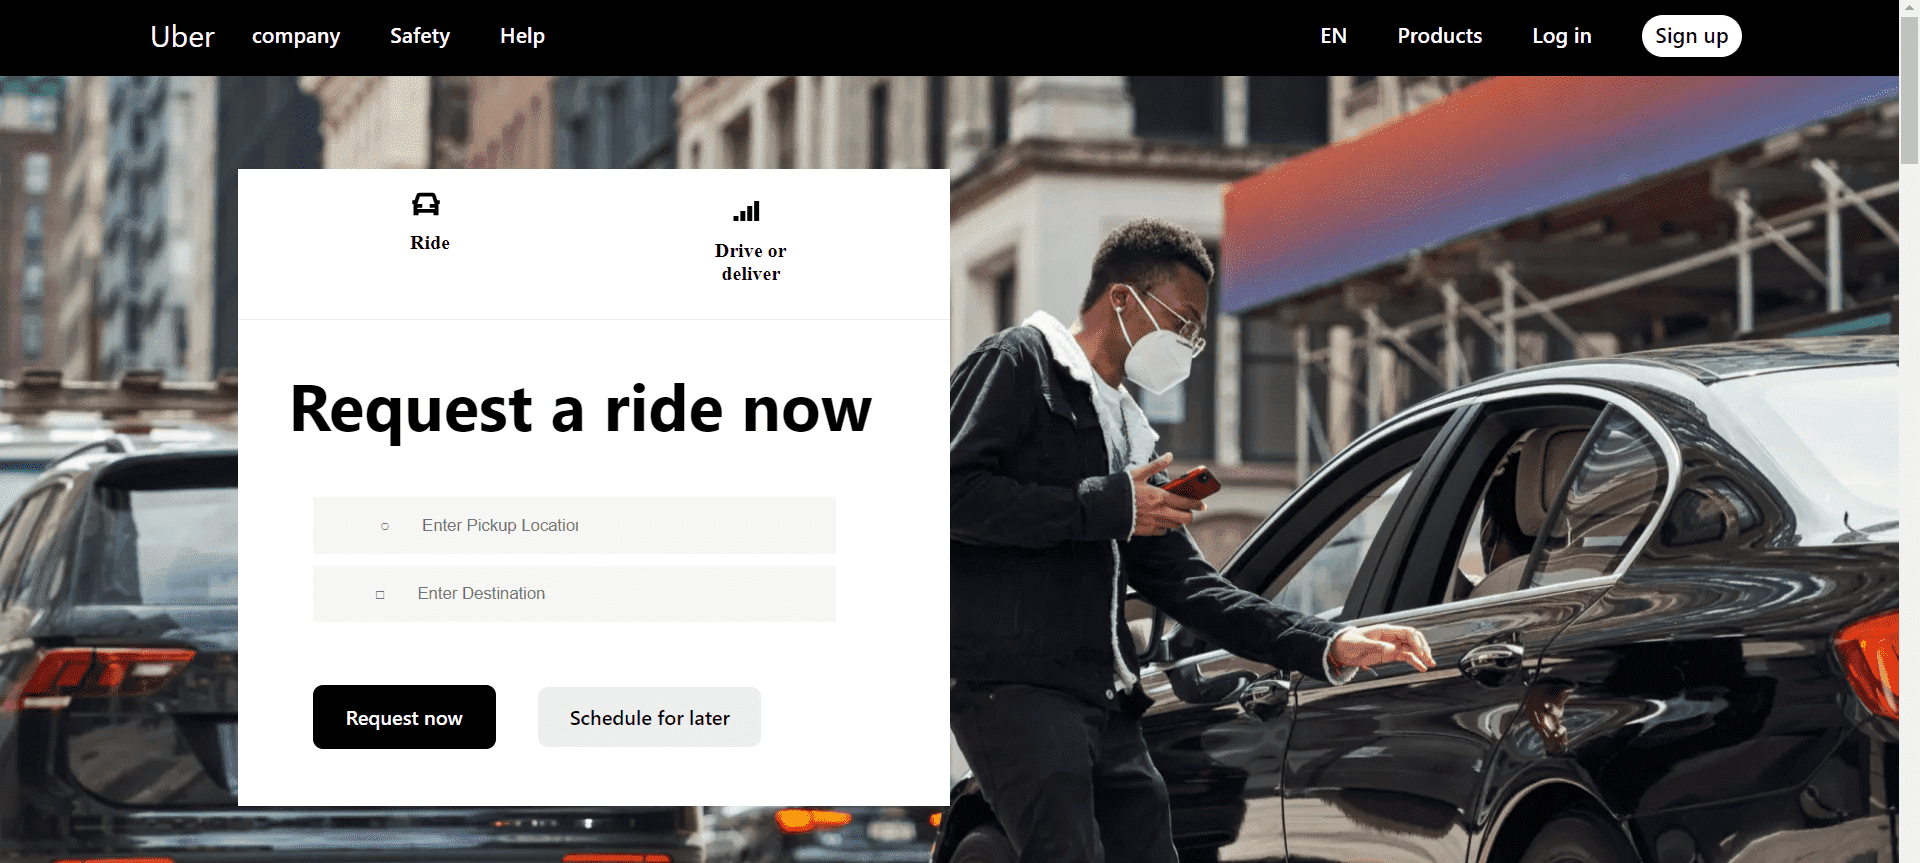 Uber company Safety Help EN Products Log in Sign up
Ride
Drive or
deliver
Request a ride now
Enter Pickup Location
Enter Destination
Request now Schedule for later